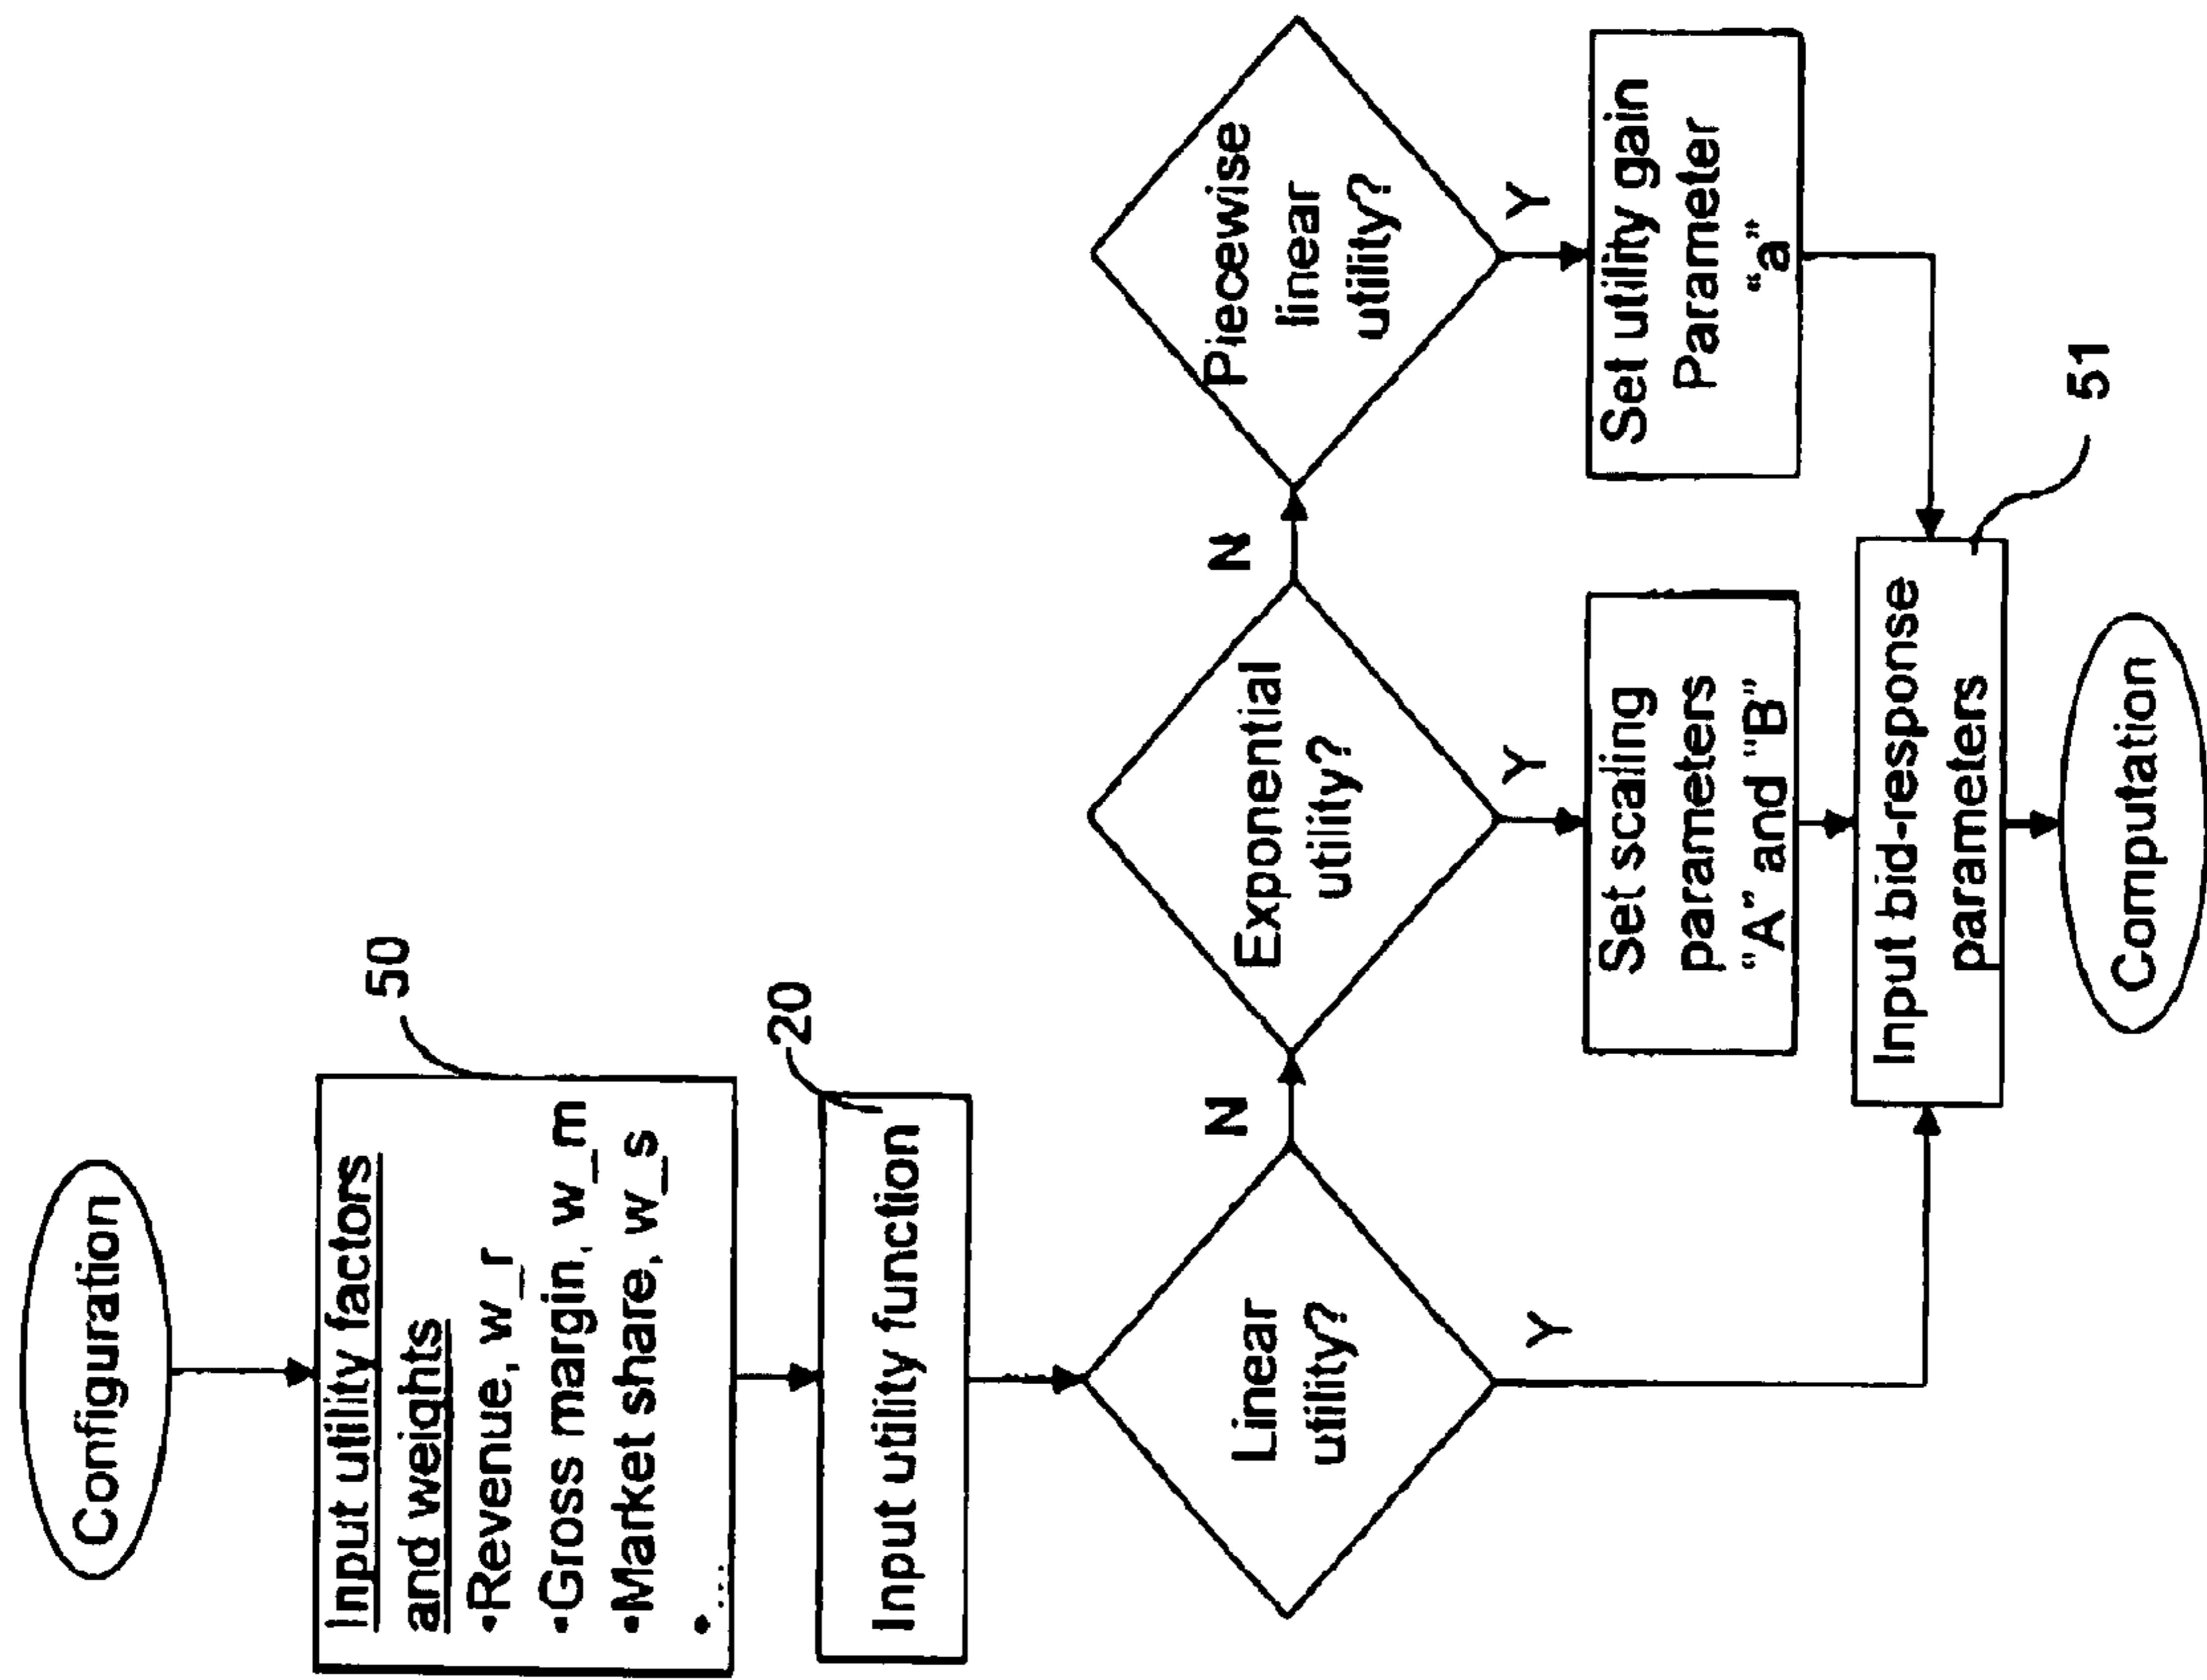 Configuration
50
Input utility factors
and weights
•Revenue, w_r
•Gross margin, w_m
•Market share, w_s
•...
20
Input utility function
Linear
utility?
N
Y
Exponential
utility?
N
Y
Piecewise
linear
utility?
Y
Set scaling
parameters
“A” and “B”
Set utility gain
Parameter
“a”
51
Input bid-response
parameters
Computation